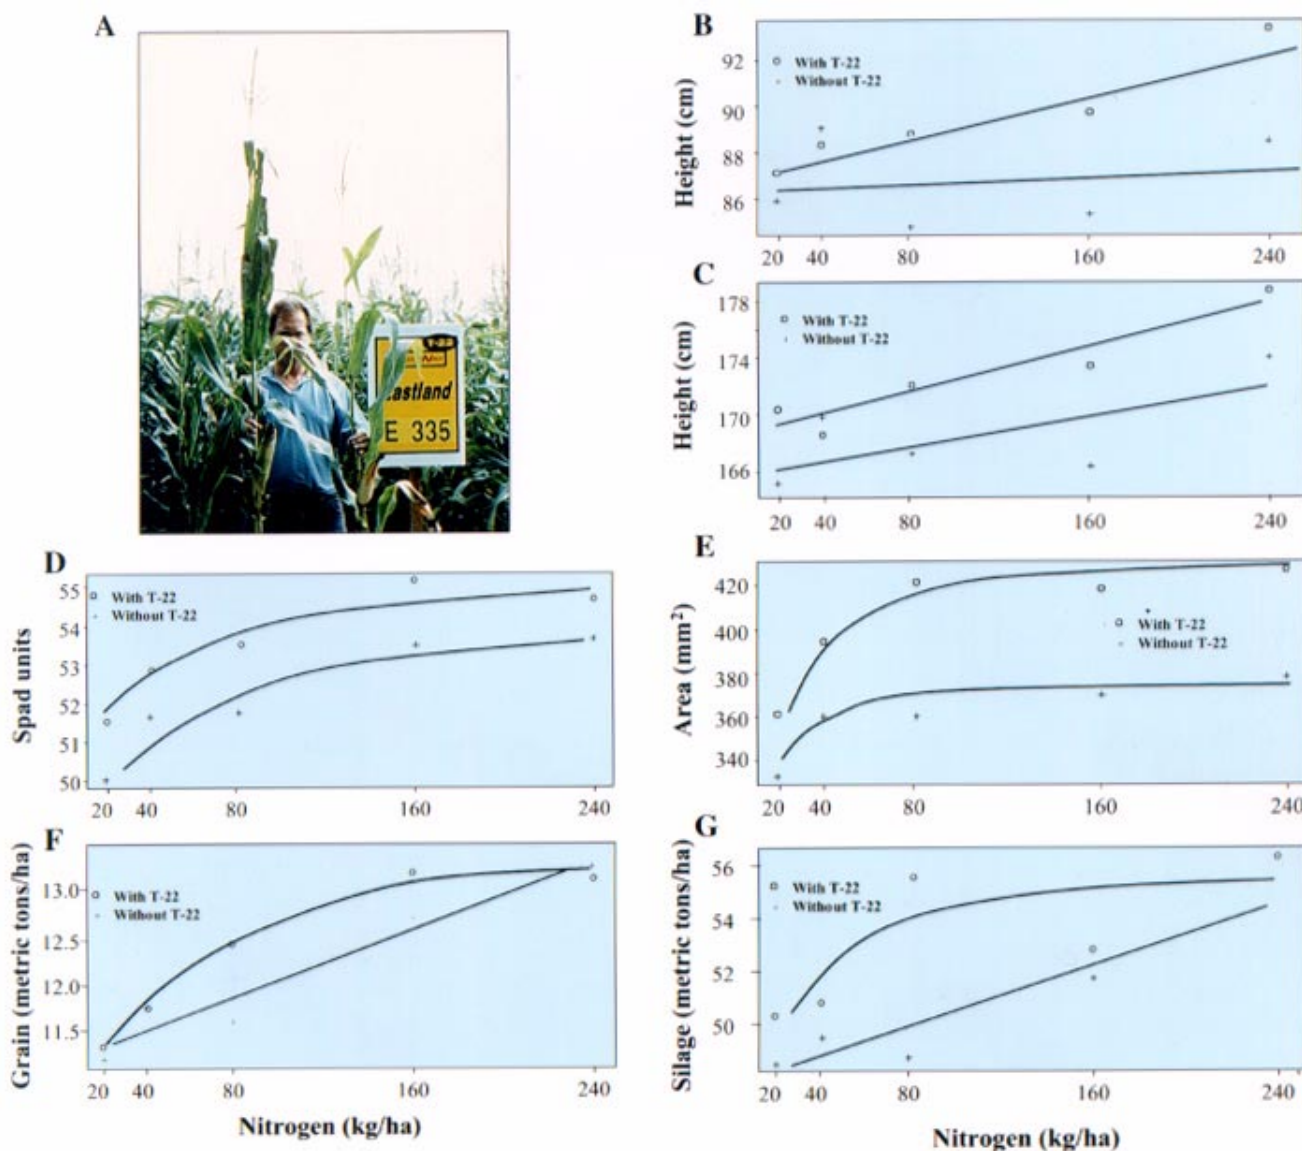 A
T-22
Eastland
E 335
B
Height (cm)
92
90
88
86
With T-22
Without T-22
20 40 80 160 240
C
Height (cm)
178
174
170
166
With T-22
Without T-22
20 40 80 160 240
D
Spad units
55
54
53
52
51
50
With T-22
Without T-22
20 40 80 160 240
E
Area (mm²)
420
400
380
360
340
With T-22
Without T-22
20 40 80 160 240
F
Grain (metric tons/ha)
13.0
12.5
12.0
11.5
With T-22
Without T-22
20 40 80 160 240
Nitrogen (kg/ha)
G
Silage (metric tons/ha)
56
54
52
50
With T-22
Without T-22
20 40 80 160 240
Nitrogen (kg/ha)